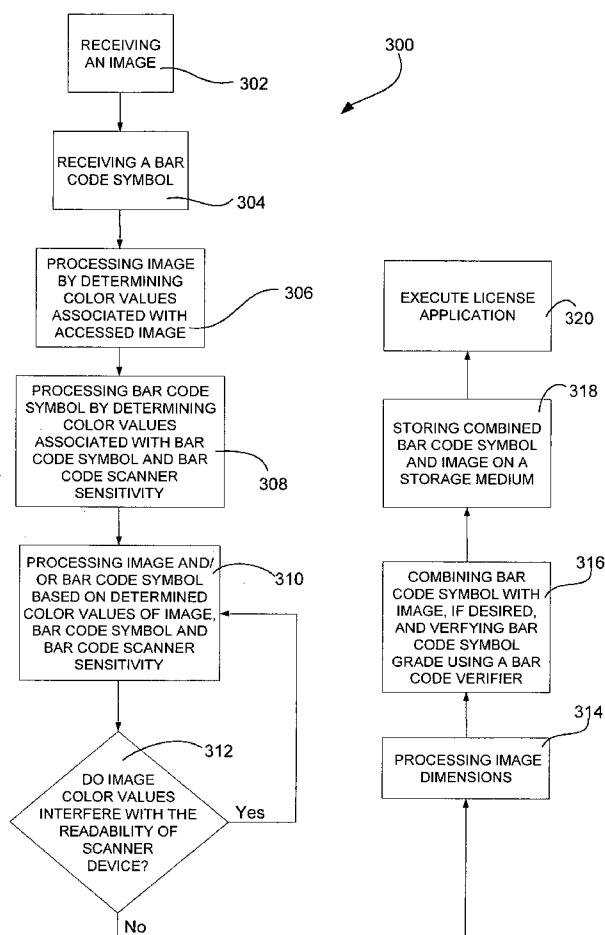 RECEIVING
AN IMAGE
302
300
RECEIVING A BAR
CODE SYMBOL
304
PROCESSING IMAGE
BY DETERMINING
COLOR VALUES
ASSOCIATED WITH
ACCESSED IMAGE
306
PROCESSING BAR CODE
SYMBOL BY DETERMINING
COLOR VALUES
ASSOCIATED WITH BAR
CODE SYMBOL AND BAR
CODE SCANNER
SENSITIVITY
308
PROCESSING IMAGE AND/
OR BAR CODE SYMBOL
BASED ON DETERMINED
COLOR VALUES OF IMAGE,
BAR CODE SYMBOL AND
BAR CODE SCANNER
SENSITIVITY
310
312
DO IMAGE
COLOR VALUES
INTERFERE WITH THE
READABILITY OF
SCANNER
DEVICE?
Yes
No
314
PROCESSING IMAGE
DIMENSIONS
316
COMBINING BAR
CODE SYMBOL WITH
IMAGE, IF DESIRED,
AND VERFYING BAR
CODE SYMBOL
GRADE USING A BAR
CODE VERIFIER
318
STORING COMBINED
BAR CODE SYMBOL
AND IMAGE ON A
STORAGE MEDIUM
EXECUTE LICENSE
APPLICATION
320